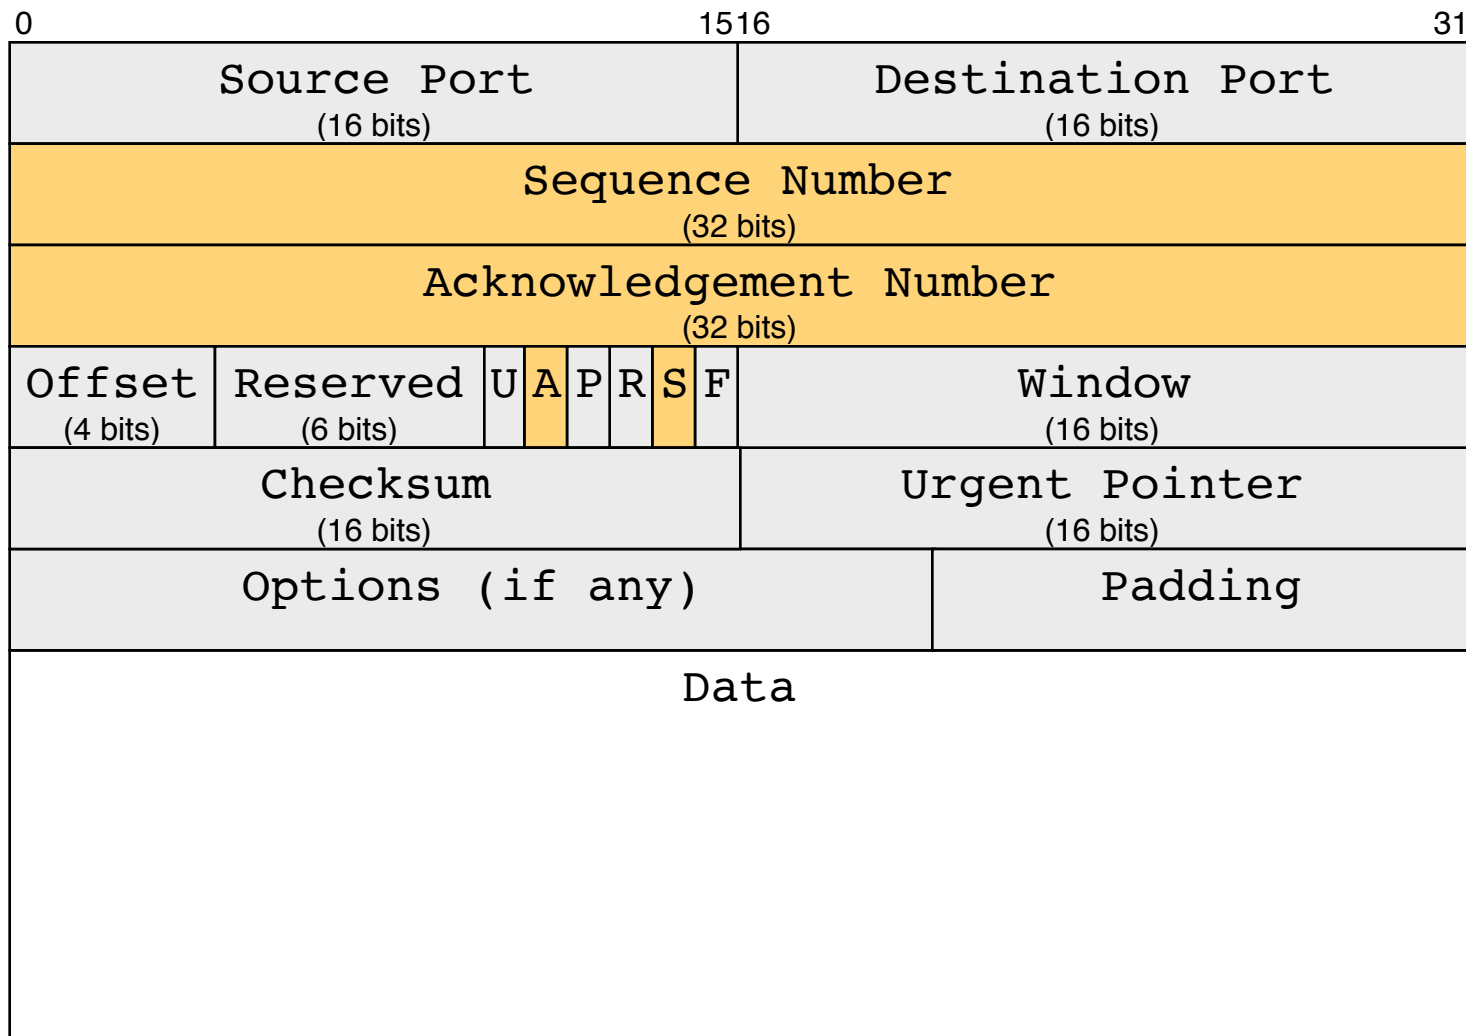 0 1516 31
Source Port Destination Port
(16 bits) (16 bits)
Sequence Number
(32 bits)
Acknowledgement Number
(32 bits)
Offset Reserved U A P R S F Window
(4 bits) (6 bits) (16 bits)
Checksum Urgent Pointer
(16 bits) (16 bits)
Options (if any) Padding
Data